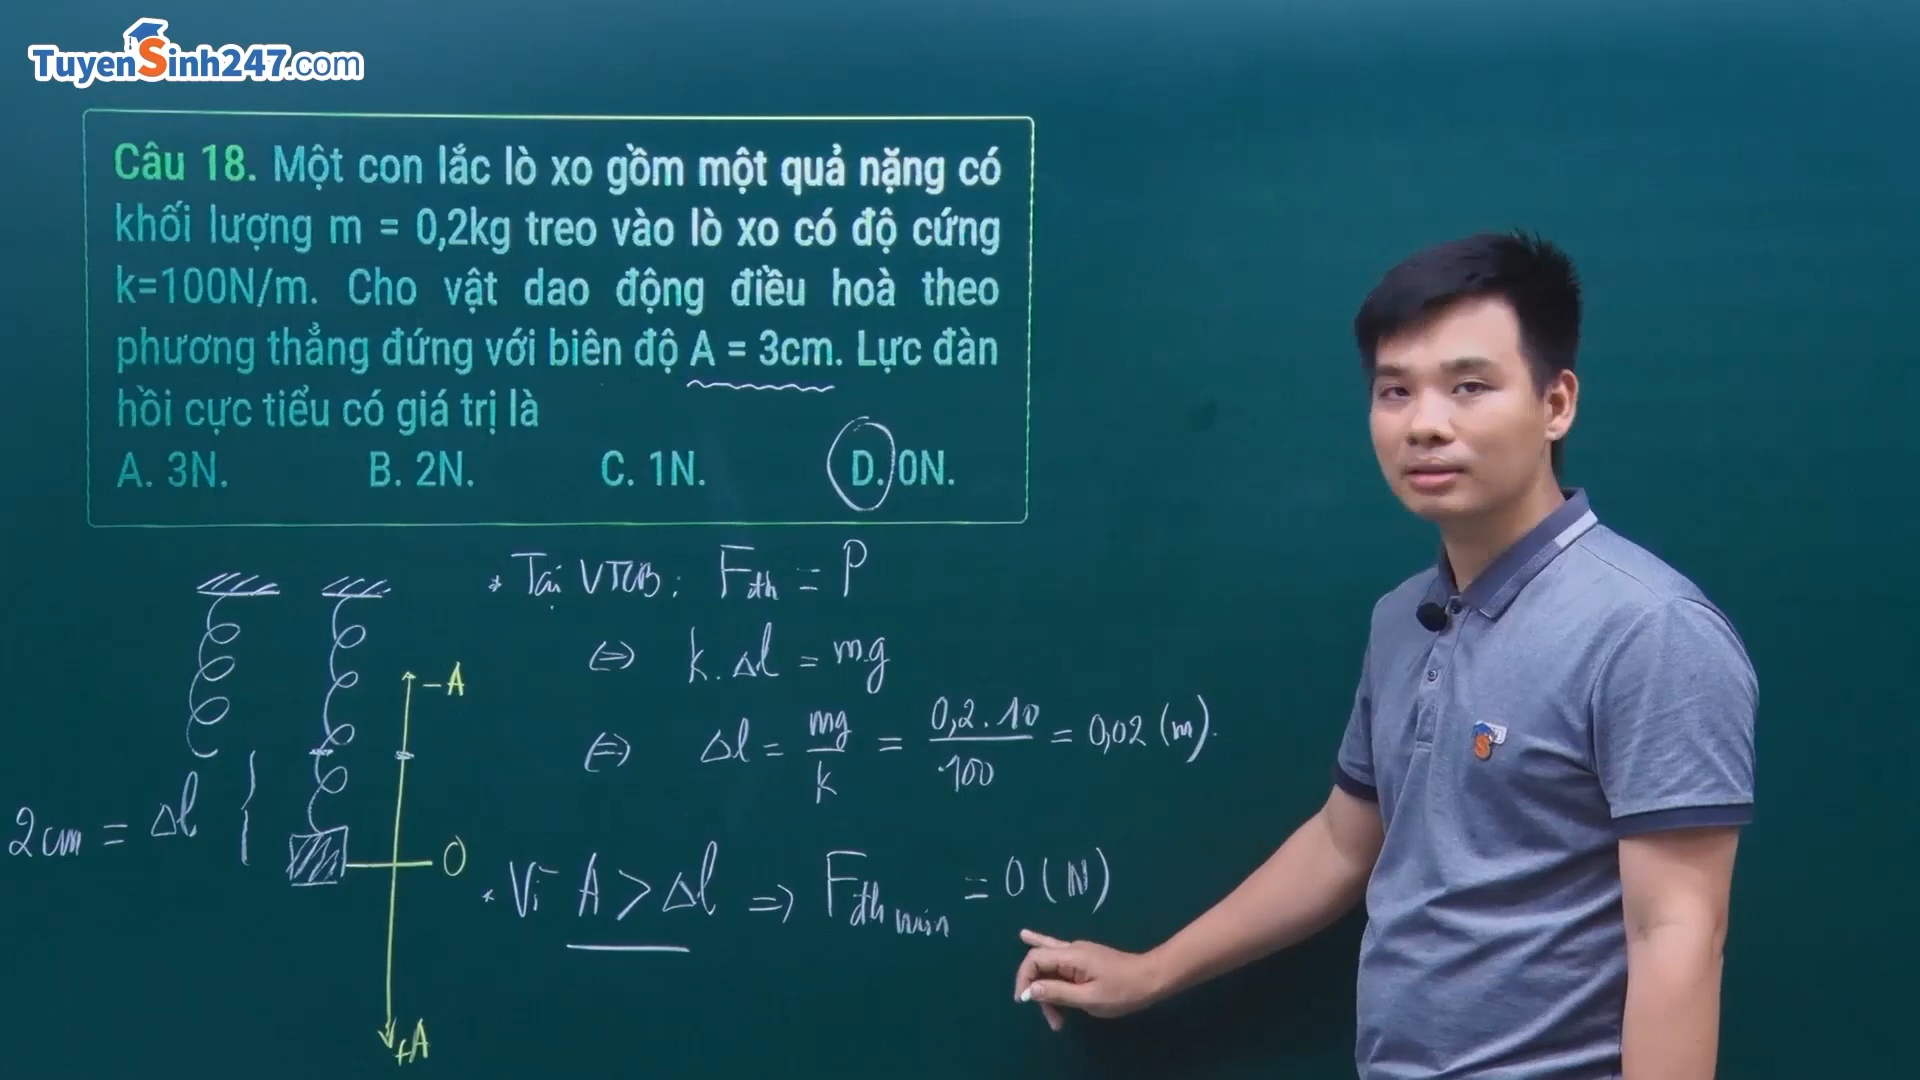 TuyenSinh247.com
Câu 18. Một con lắc lò xo gồm một quả nặng có
khối lượng m = 0,2kg treo vào lò xo có độ cứng
k=100N/m. Cho vật dao động điều hoà theo
phương thẳng đứng với biên độ A = 3cm. Lực đàn
hồi cực tiểu có giá trị là
A. 3N. B. 2N. C. 1N. D. 0N.
* Tại VTCB: Fđh = P
⇔ k.Δl = mg
⇔ Δl = mg/k = 0,2.10/100 = 0,02 (m).
* Vì A > Δl ⇒ Fđh min = 0 (N)
-A
2cm = Δl
O
+A